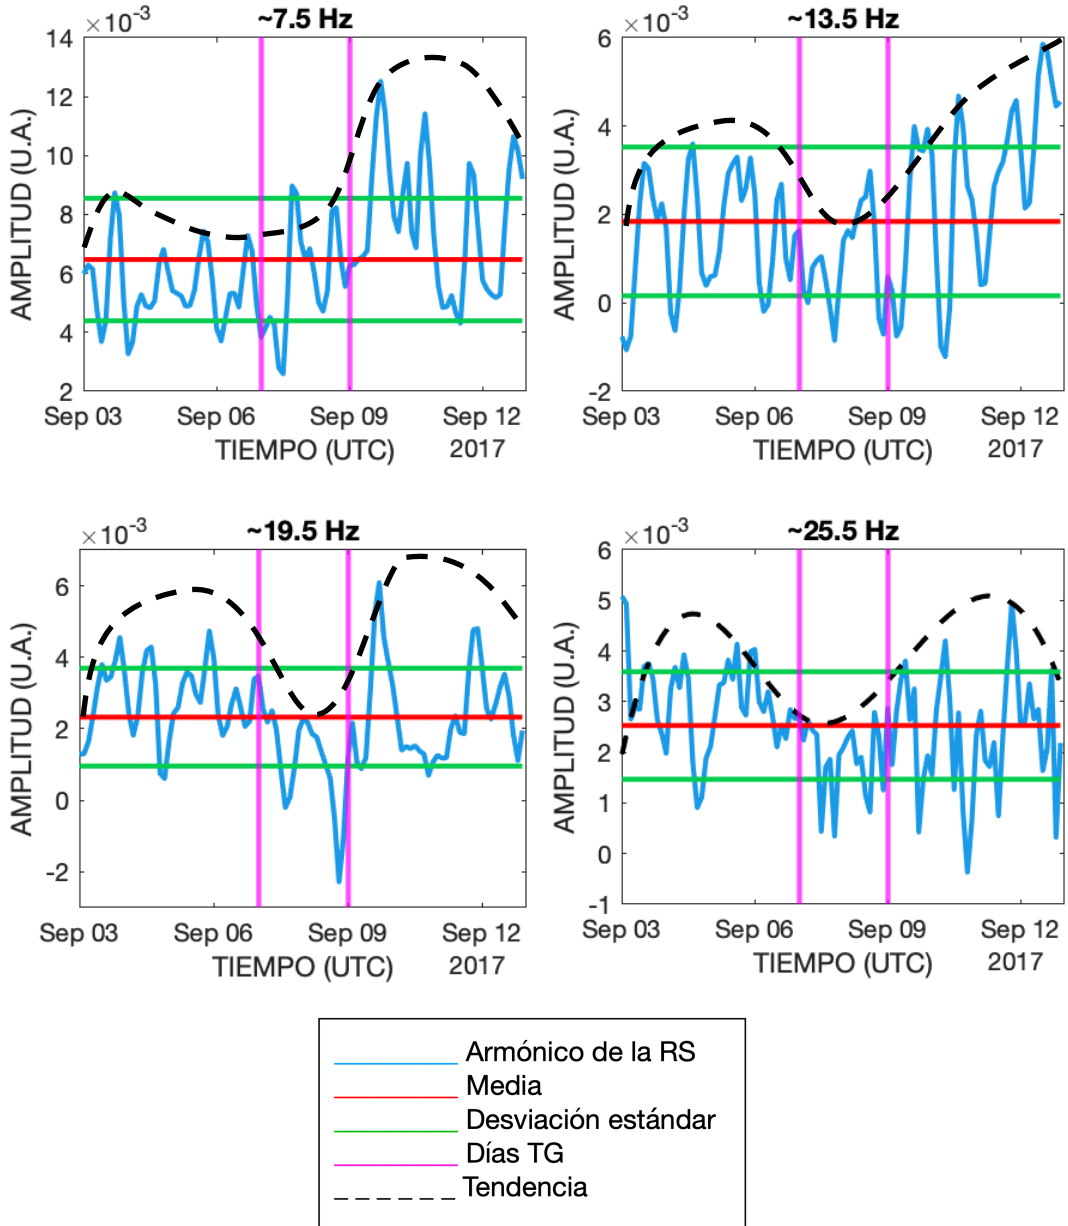 ×10⁻³
~7.5 Hz
14
12
10
8
6
4
2
AMPLITUD (U.A.)
Sep 03 Sep 06 Sep 09 Sep 12
TIEMPO (UTC) 2017
×10⁻³
~13.5 Hz
6
4
2
0
-2
AMPLITUD (U.A.)
Sep 03 Sep 06 Sep 09 Sep 12
TIEMPO (UTC) 2017
×10⁻³
~19.5 Hz
6
4
2
0
-2
AMPLITUD (U.A.)
Sep 03 Sep 06 Sep 09 Sep 12
TIEMPO (UTC) 2017
×10⁻³
~25.5 Hz
6
5
4
3
2
1
0
-1
AMPLITUD (U.A.)
Sep 03 Sep 06 Sep 09 Sep 12
TIEMPO (UTC) 2017
Armónico de la RS
Media
Desviación estándar
Días TG
Tendencia